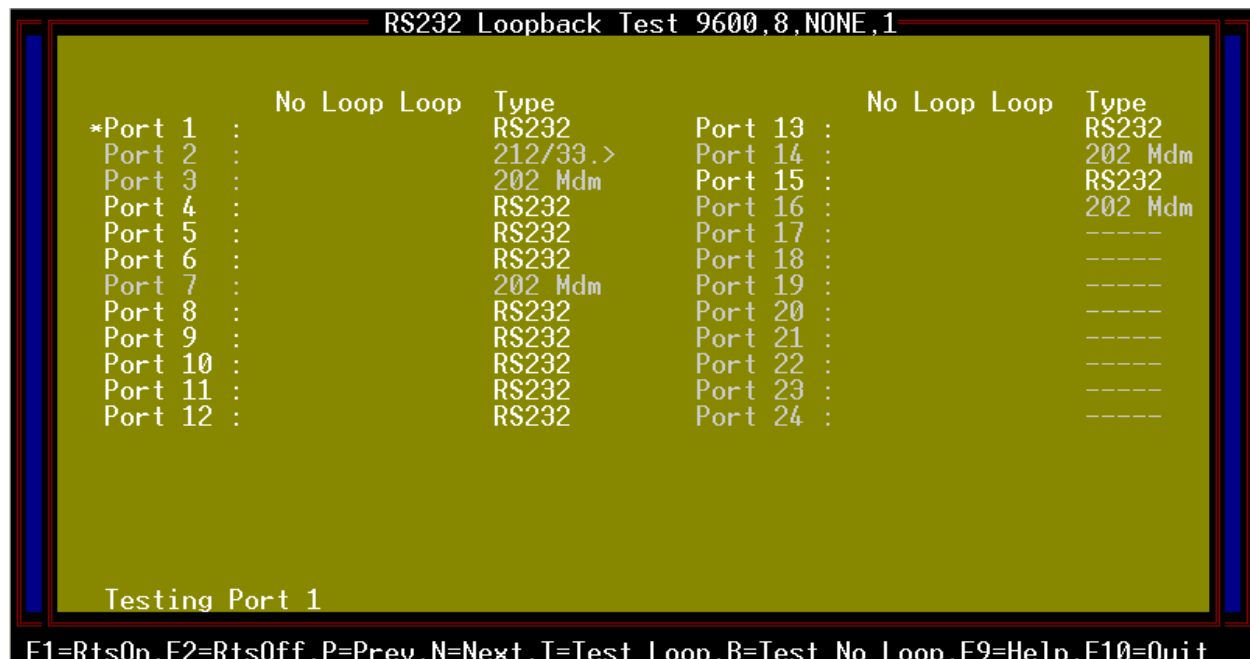 RS232 Loopback Test 9600,8,NONE,1
No Loop Loop Type No Loop Loop Type
*Port 1 : RS232 Port 13 : RS232
Port 2 : 212/33.> Port 14 : 202 Mdm
Port 3 : 202 Mdm Port 15 : RS232
Port 4 : RS232 Port 16 : 202 Mdm
Port 5 : RS232 Port 17 : -----
Port 6 : RS232 Port 18 : -----
Port 7 : 202 Mdm Port 19 : -----
Port 8 : RS232 Port 20 : -----
Port 9 : RS232 Port 21 : -----
Port 10 : RS232 Port 22 : -----
Port 11 : RS232 Port 23 : -----
Port 12 : RS232 Port 24 : -----
Testing Port 1
F1=RtsOn,F2=RtsOff,P=Prev,N=Next,T=Test Loop,B=Test No Loop,F9=Help,F10=Quit